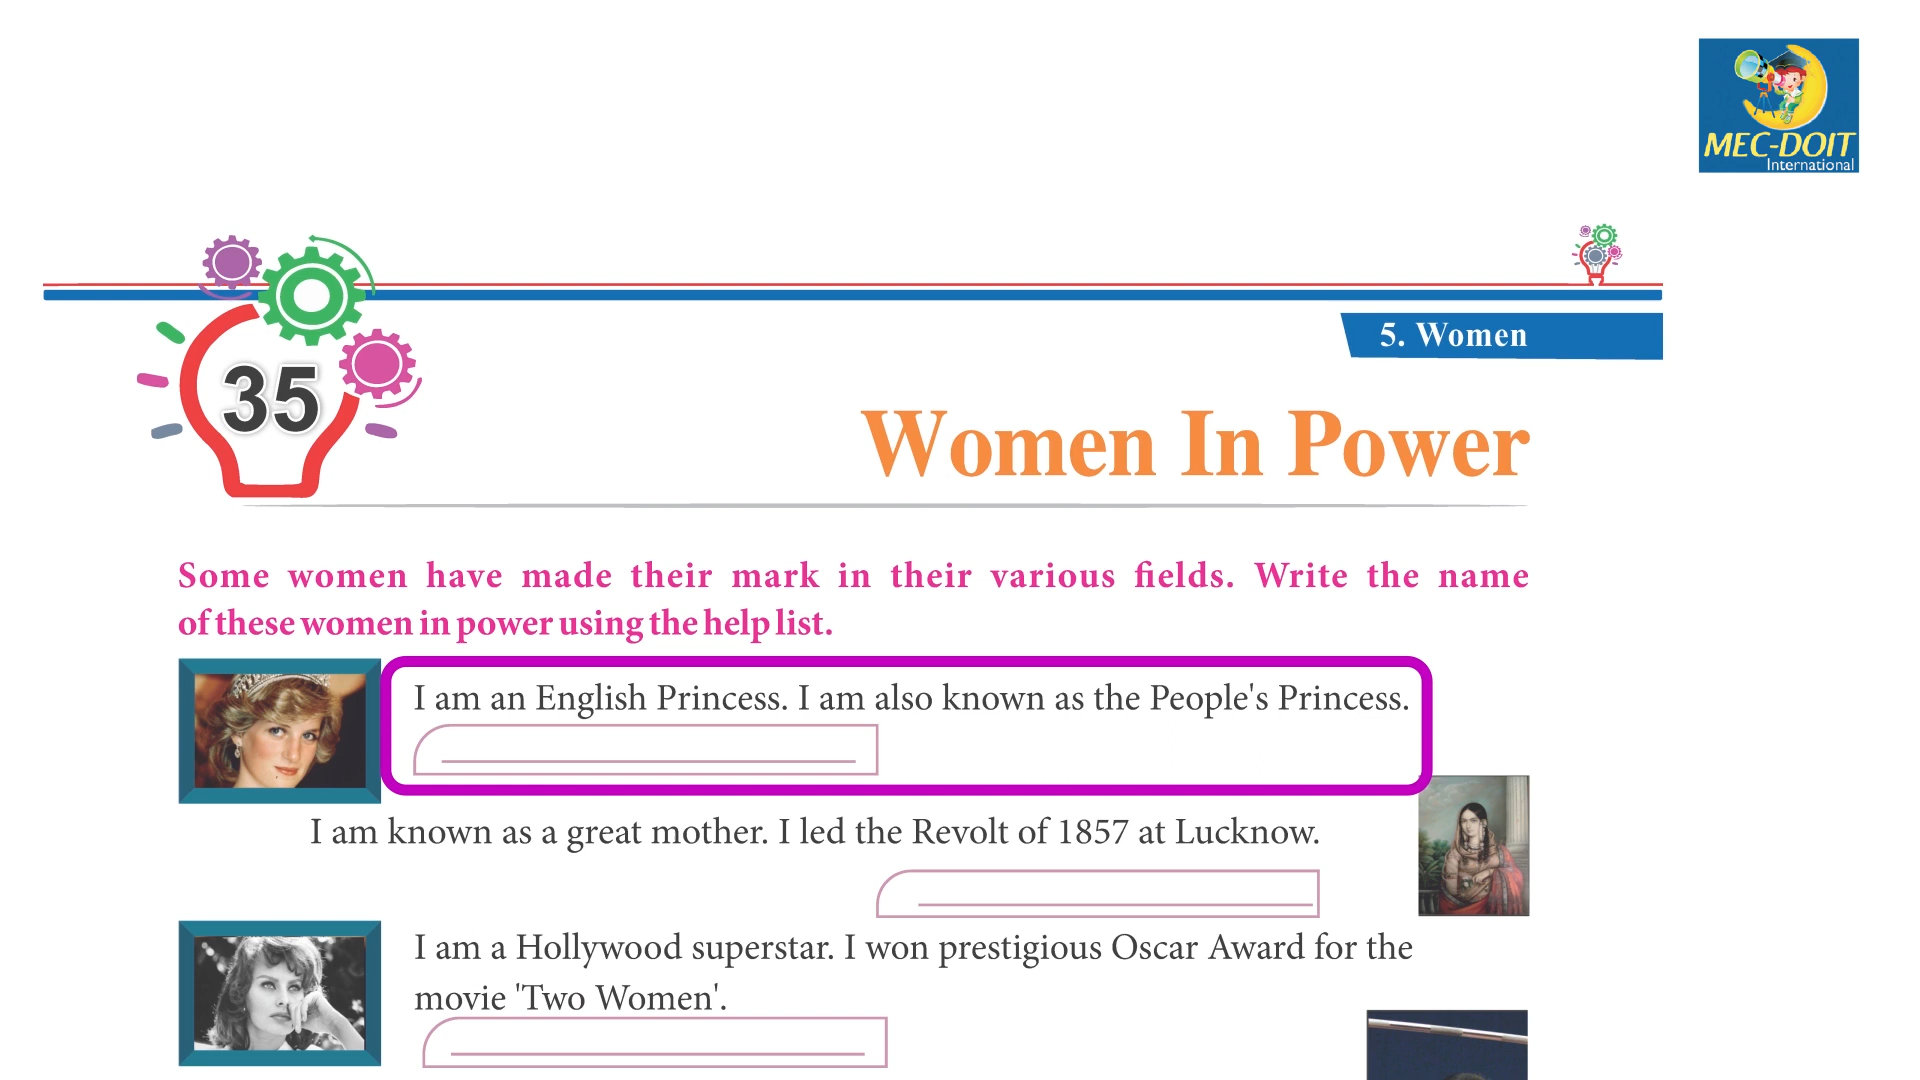 MEC-DOIT
International
5. Women
35
Women In Power
Some women have made their mark in their various fields. Write the name
of these women in power using the help list.
I am an English Princess. I am also known as the People's Princess.
I am known as a great mother. I led the Revolt of 1857 at Lucknow.
I am a Hollywood superstar. I won prestigious Oscar Award for the
movie 'Two Women'.